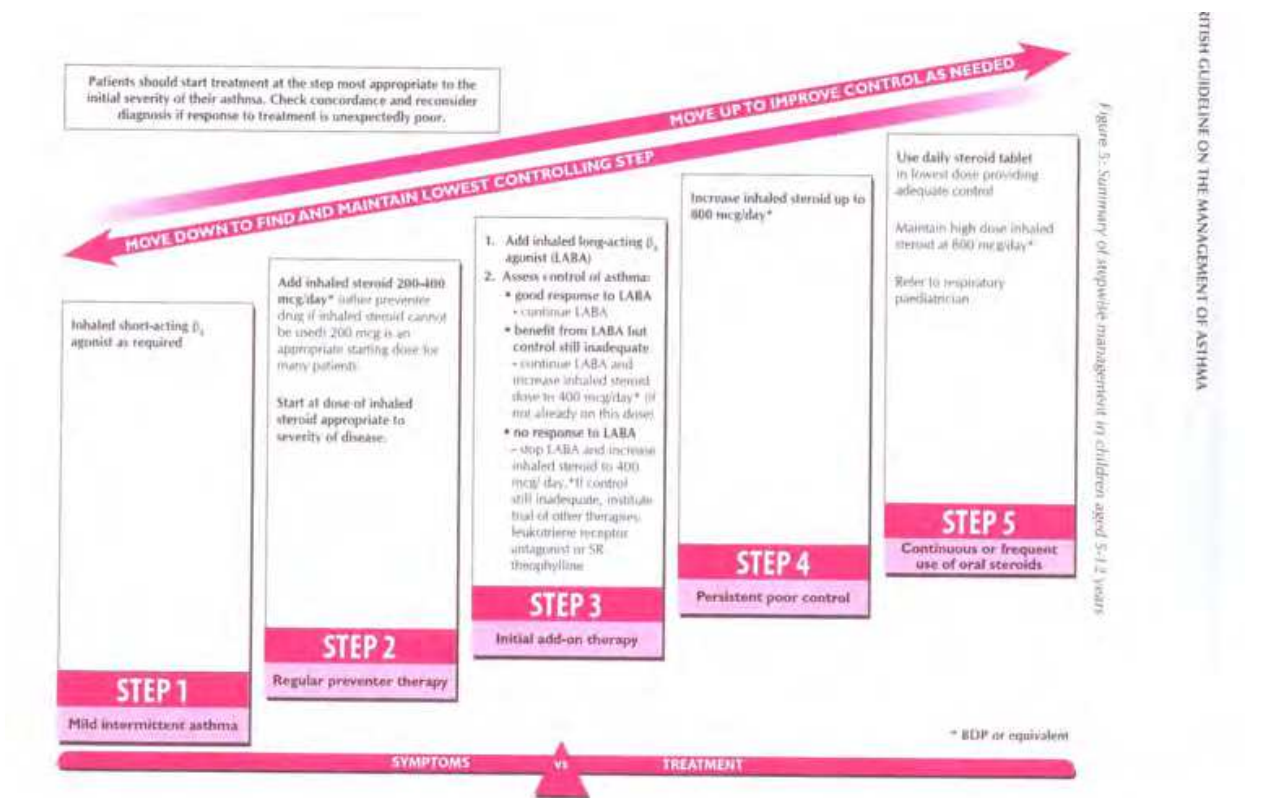 RITISH GUIDELINE ON THE MANAGEMENT OF ASTHMA
Figure 5: Summary of stepwise management in children aged 5-12 years
Patients should start treatment at the step most appropriate to the
initial severity of their asthma. Check concordance and reconsider
diagnosis if response to treatment is unexpectedly poor.
MOVE UP TO IMPROVE CONTROL AS NEEDED
MOVE DOWN TO FIND AND MAINTAIN LOWEST CONTROLLING STEP
Inhaled short-acting β₂
agonist as required
STEP 1
Mild intermittent asthma
Add inhaled steroid 200-400
mcg/day* (other preventer
drug if inhaled steroid cannot
be used) 200 mcg is an
appropriate starting dose for
many patients
Start at dose of inhaled
steroid appropriate to
severity of disease.
STEP 2
Regular preventer therapy
1. Add inhaled long-acting β₂
agonist (LABA)
2. Assess control of asthma:
• good response to LABA
- continue LABA
• benefit from LABA but
control still inadequate
- continue LABA and
increase inhaled steroid
dose to 400 mcg/day* (if
not already on this dose)
• no response to LABA
- stop LABA and increase
inhaled steroid to 400
mcg/ day.*If control
still inadequate, institute
trial of other therapies,
leukotriene receptor
antagonist or SR
theophylline
STEP 3
Initial add-on therapy
Increase inhaled steroid up to
800 mcg/day*
STEP 4
Persistent poor control
Use daily steroid tablet
in lowest dose providing
adequate control
Maintain high dose inhaled
steroid at 800 mcg/day*
Refer to respiratory
paediatrician
STEP 5
Continuous or frequent
use of oral steroids
* BDP or equivalent
SYMPTOMS vs TREATMENT